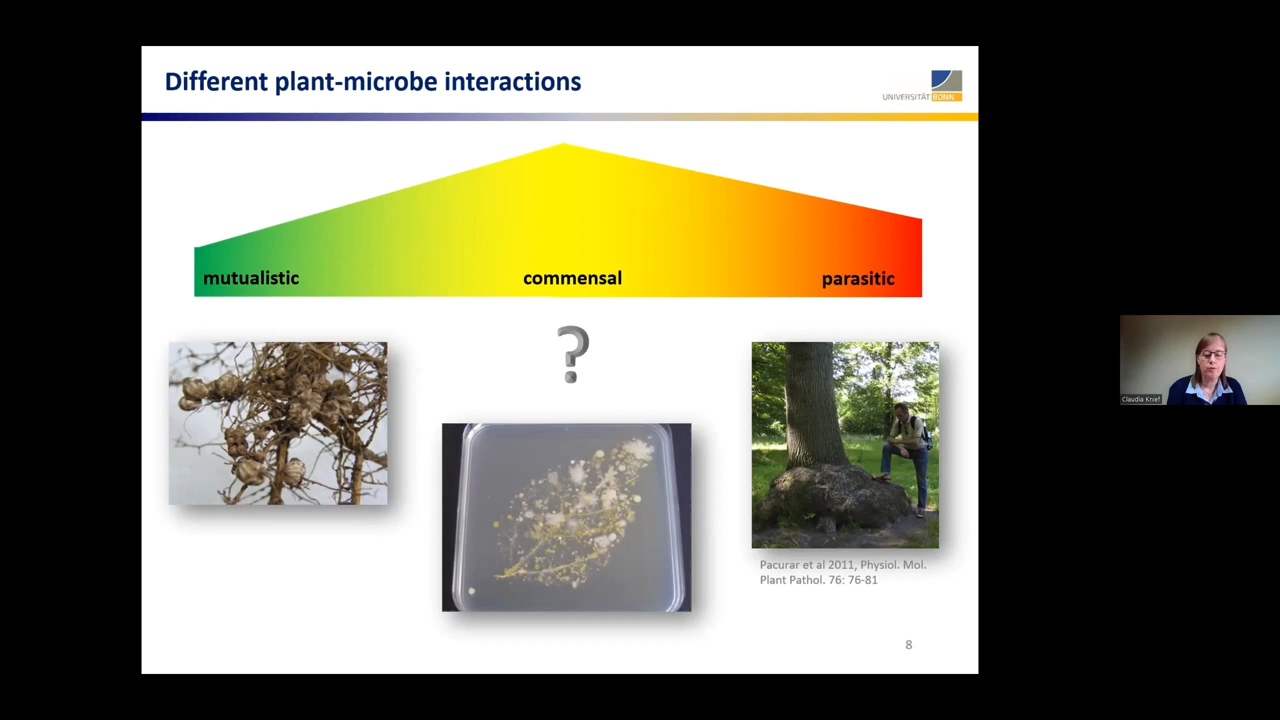 Different plant-microbe interactions
UNIVERSITÄT BONN
mutualistic
commensal
parasitic
?
Pacurar et al 2011, Physiol. Mol.
Plant Pathol. 76: 76-81
8
Claudia Knief